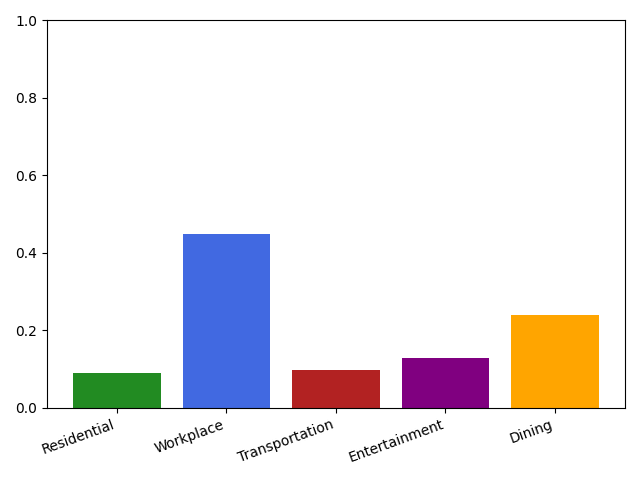 1.0
0.8
0.6
0.4
0.2
0.0
Residential
Workplace
Transportation
Entertainment
Dining